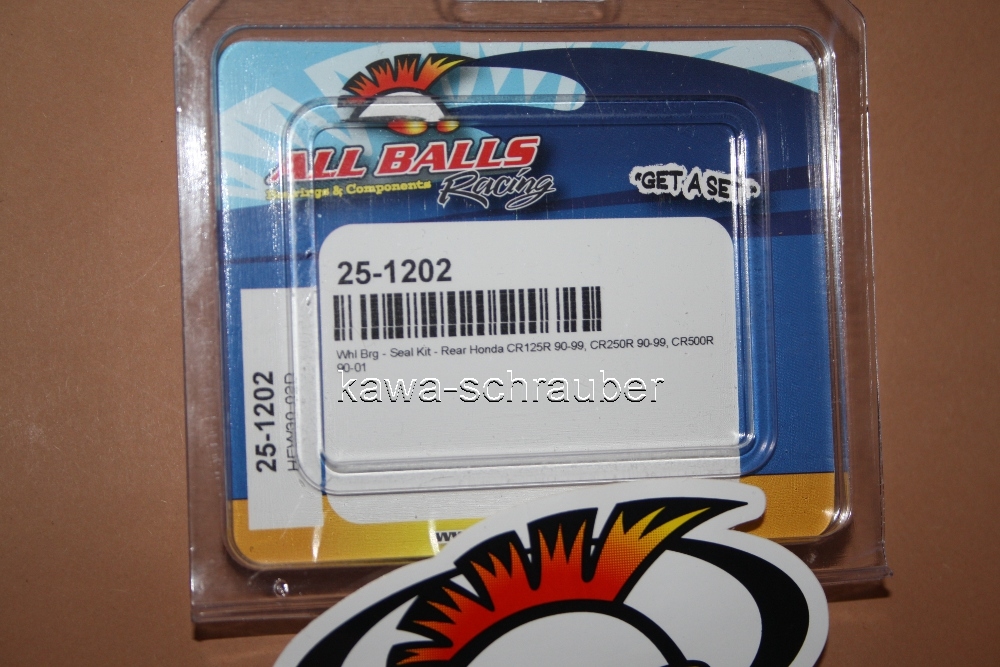 ALL BALLS
Bearings & Components
Racing
"GET A SET"
25-1202
Whl Brg - Seal Kit - Rear Honda CR125R 90-99, CR250R 90-99, CR500R
90-01
kawa-schrauber
25-1202